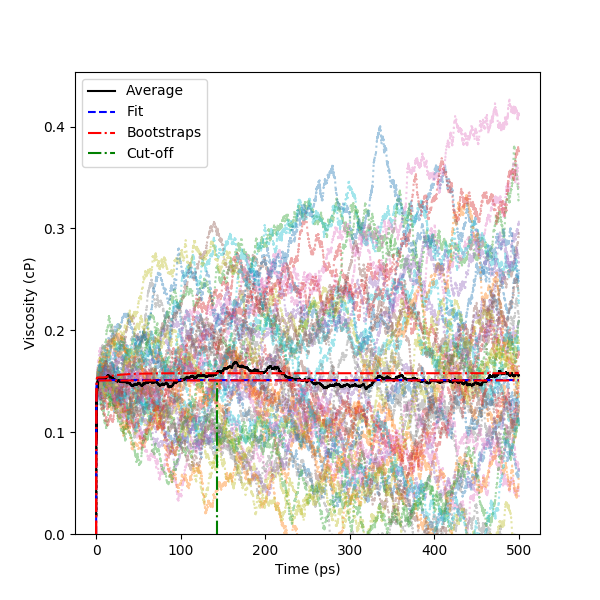 Average
Fit
Bootstraps
Cut-off
0.4
0.3
0.2
0.1
0.0
Viscosity (cP)
0 100 200 300 400 500
Time (ps)